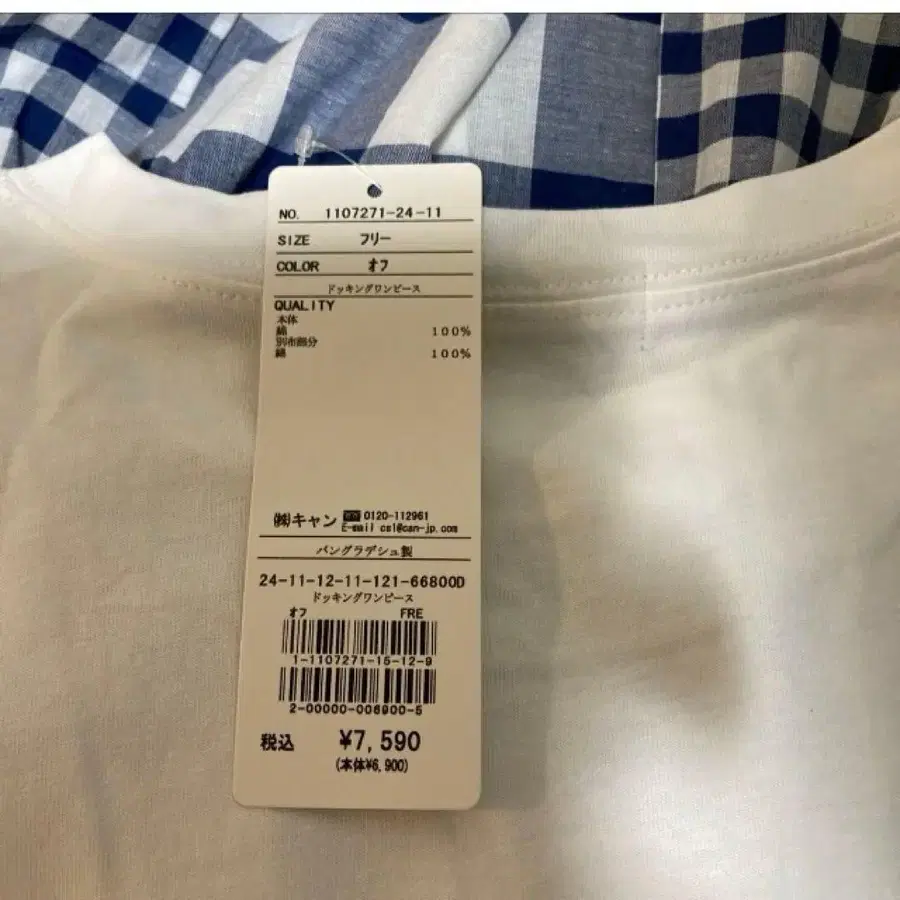 NO. 1107271-24-11
SIZE フリー
COLOR オフ
ドッキングワンピース
QUALITY
本体
綿 100%
別布部分
綿 100%
㈱キャン 0120-112961
E-mail cs1@can-jp.com
バングラデシュ製
24-11-12-11-121-66800D
ドッキングワンピース
オフ FRE
1-1107271-15-12-9
2-00000-006900-5
税込 ¥7,590
(本体¥6,900)